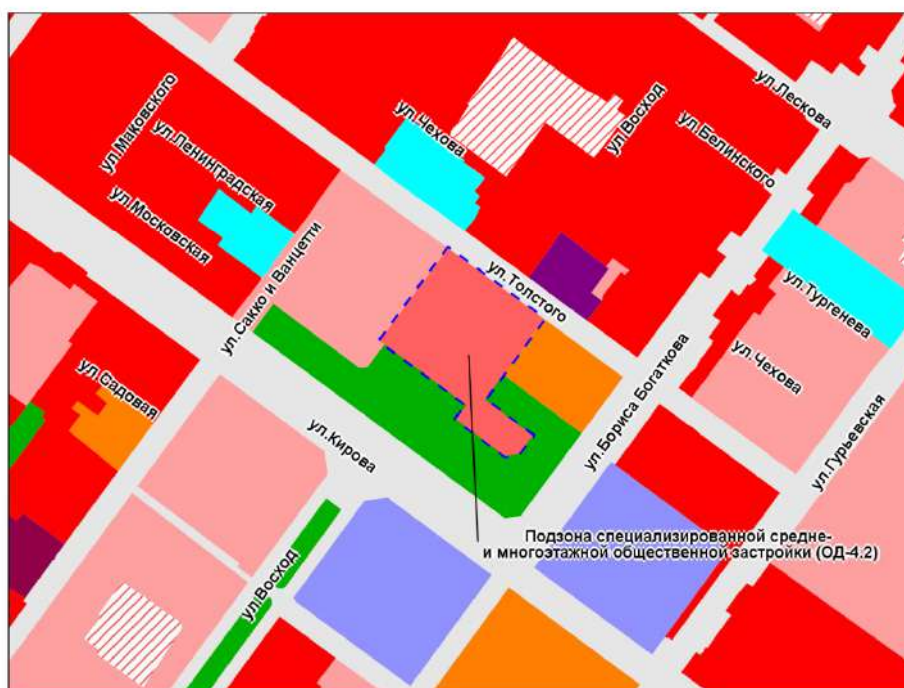 ул.Лескова
ул.Маковского
ул.Ленинградская
ул.Московская
ул.Чехова
ул.Восход
ул.Белинского
ул.Сакко и Ванцетти
ул.Толстого
ул.Тургенева
ул.Чехова
ул.Садовая
ул.Кирова
ул.Бориса Богаткова
ул.Гурьевская
ул.Восход
Подзона специализированной средне-
и многоэтажной общественной застройки (ОД-4.2)